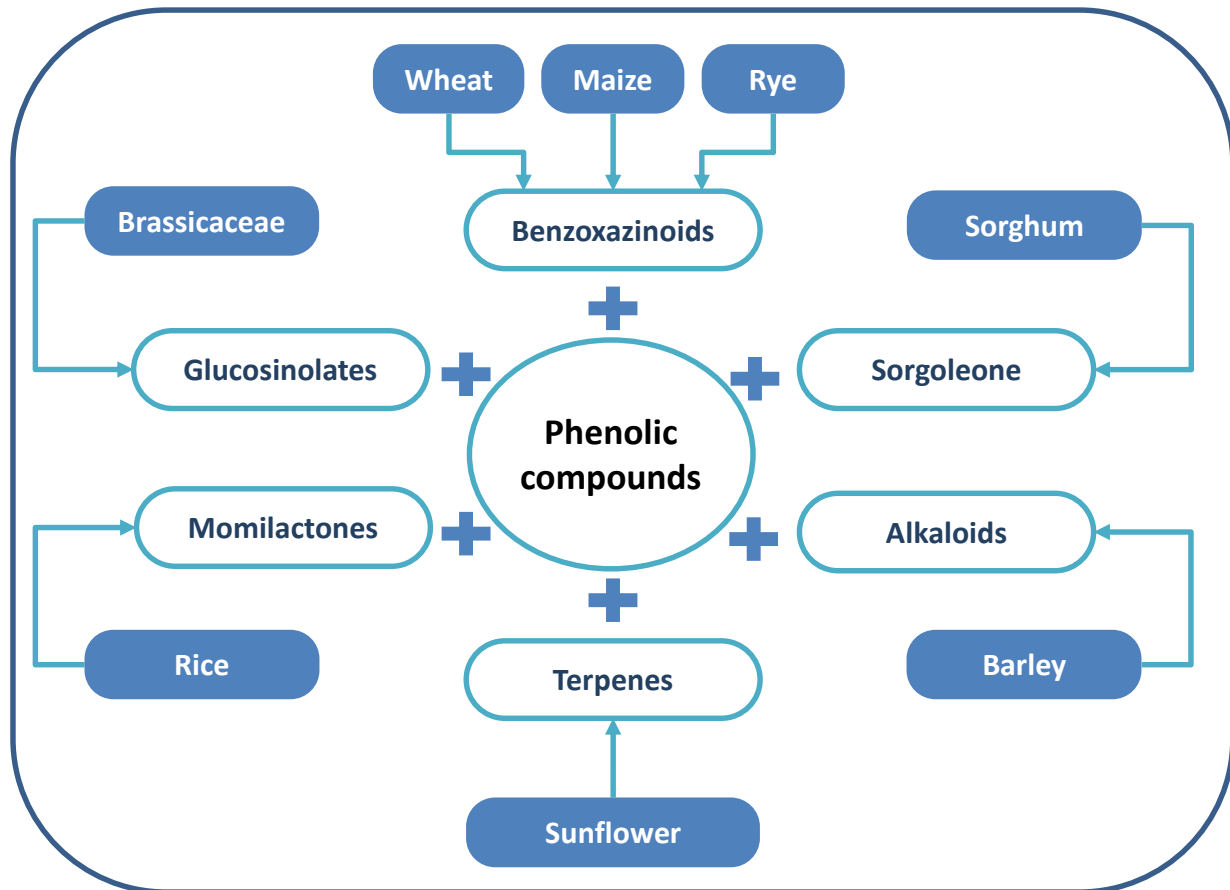 Wheat
Maize
Rye
Brassicaceae
Benzoxazinoids
Sorghum
Glucosinolates
Sorgoleone
Phenolic
compounds
Momilactones
Alkaloids
Rice
Terpenes
Barley
Sunflower